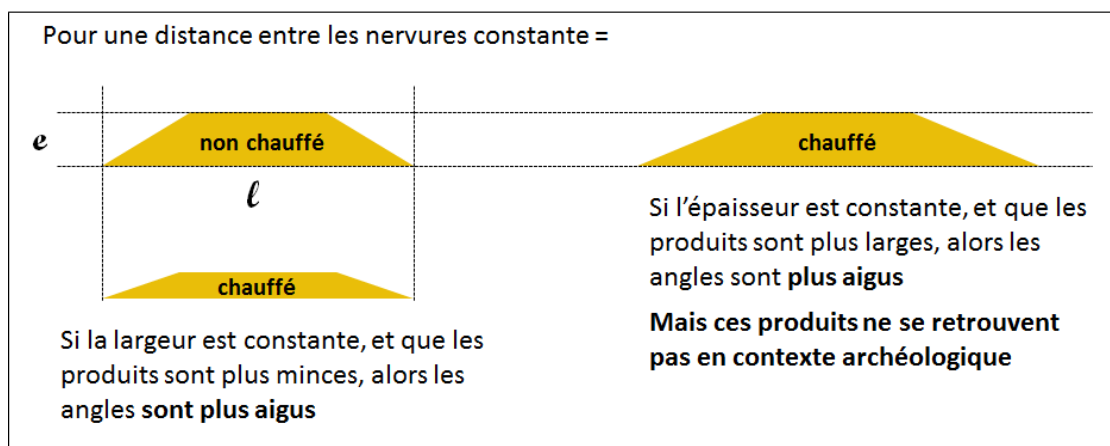 Pour une distance entre les nervures constante =
e
non chauffé
chauffé
ℓ
chauffé
Si la largeur est constante, et que les
produits sont plus minces, alors les
angles sont plus aigus
Si l’épaisseur est constante, et que les
produits sont plus larges, alors les
angles sont plus aigus
Mais ces produits ne se retrouvent
pas en contexte archéologique